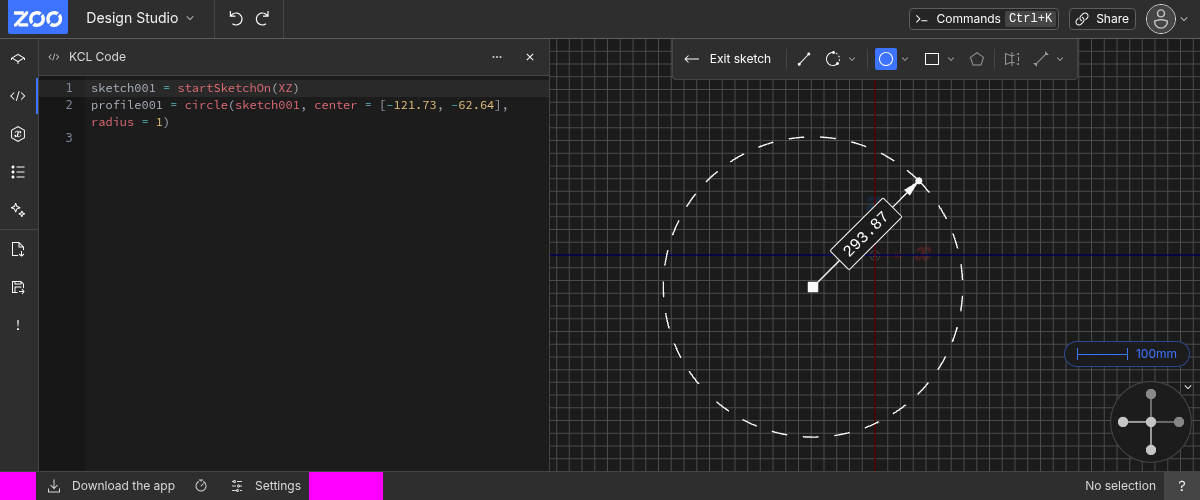 ZOO Design Studio Commands Ctrl+K Share
KCL Code
Exit sketch
1 sketch001 = startSketchOn(XZ)
2 profile001 = circle(sketch001, center = [-121.73, -62.64],
radius = 1)
3
293.87
100mm
Download the app Settings No selection ?